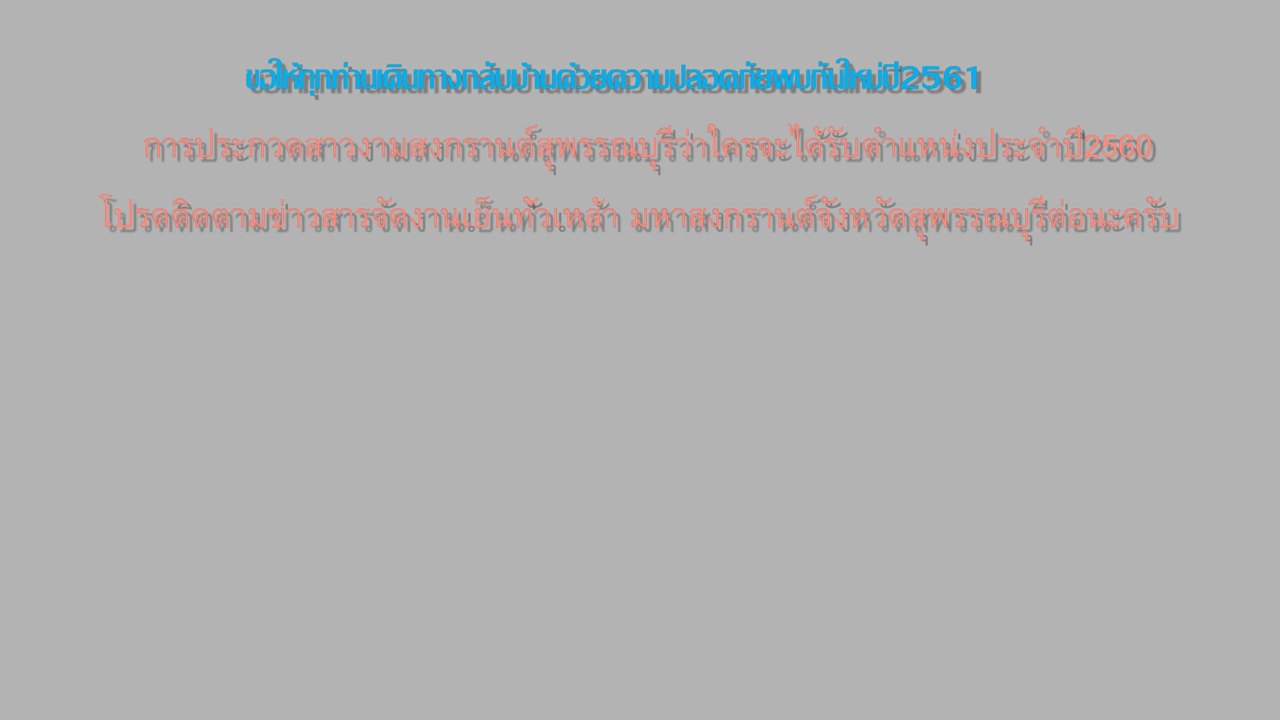 ขอให้ทุกท่านเดินทางกลับบ้านด้วยความปลอดภัยพบกันใหม่ปี2561
การประกวดสาวงามสงกรานต์สุพรรณบุรีว่าใครจะได้รับตำแหน่งประจำปี2560
โปรดติดตามข่าวสารจัดงานเย็นทั่วเหล้า มหาสงกรานต์จังหวัดสุพรรณบุรีต่อนะครับ